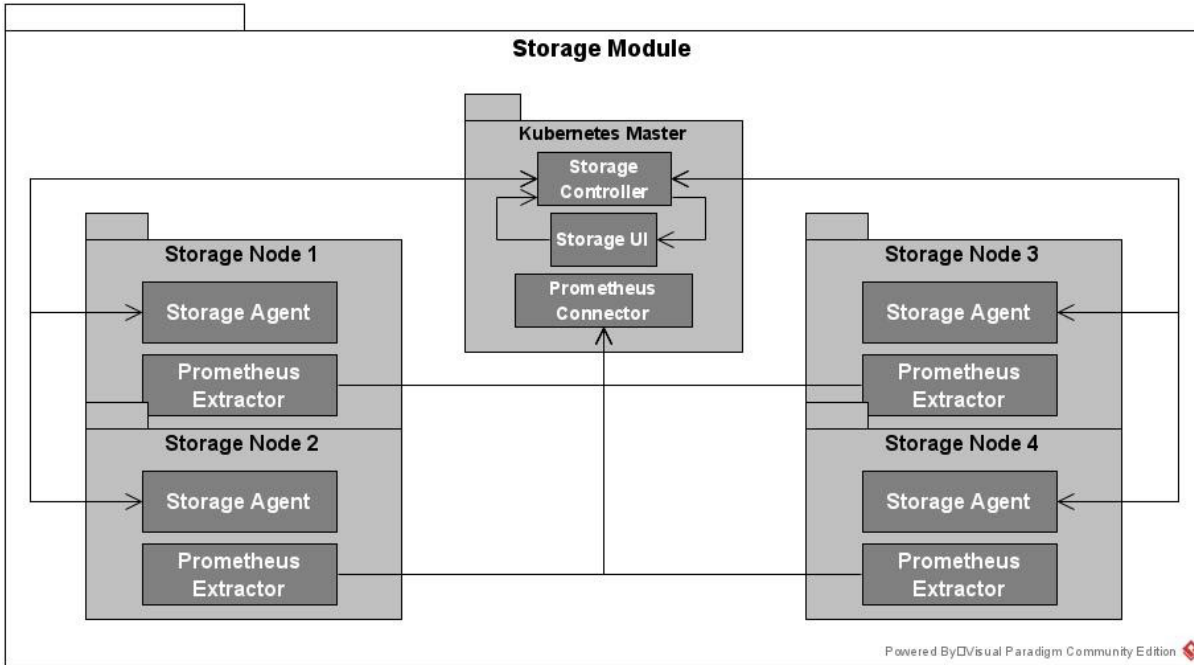 Storage Module
Kubernetes Master
Storage
Controller
Storage UI
Prometheus
Connector
Storage Node 1
Storage Agent
Prometheus
Extractor
Storage Node 2
Storage Agent
Prometheus
Extractor
Storage Node 3
Storage Agent
Prometheus
Extractor
Storage Node 4
Storage Agent
Prometheus
Extractor
Powered By□Visual Paradigm Community Edition